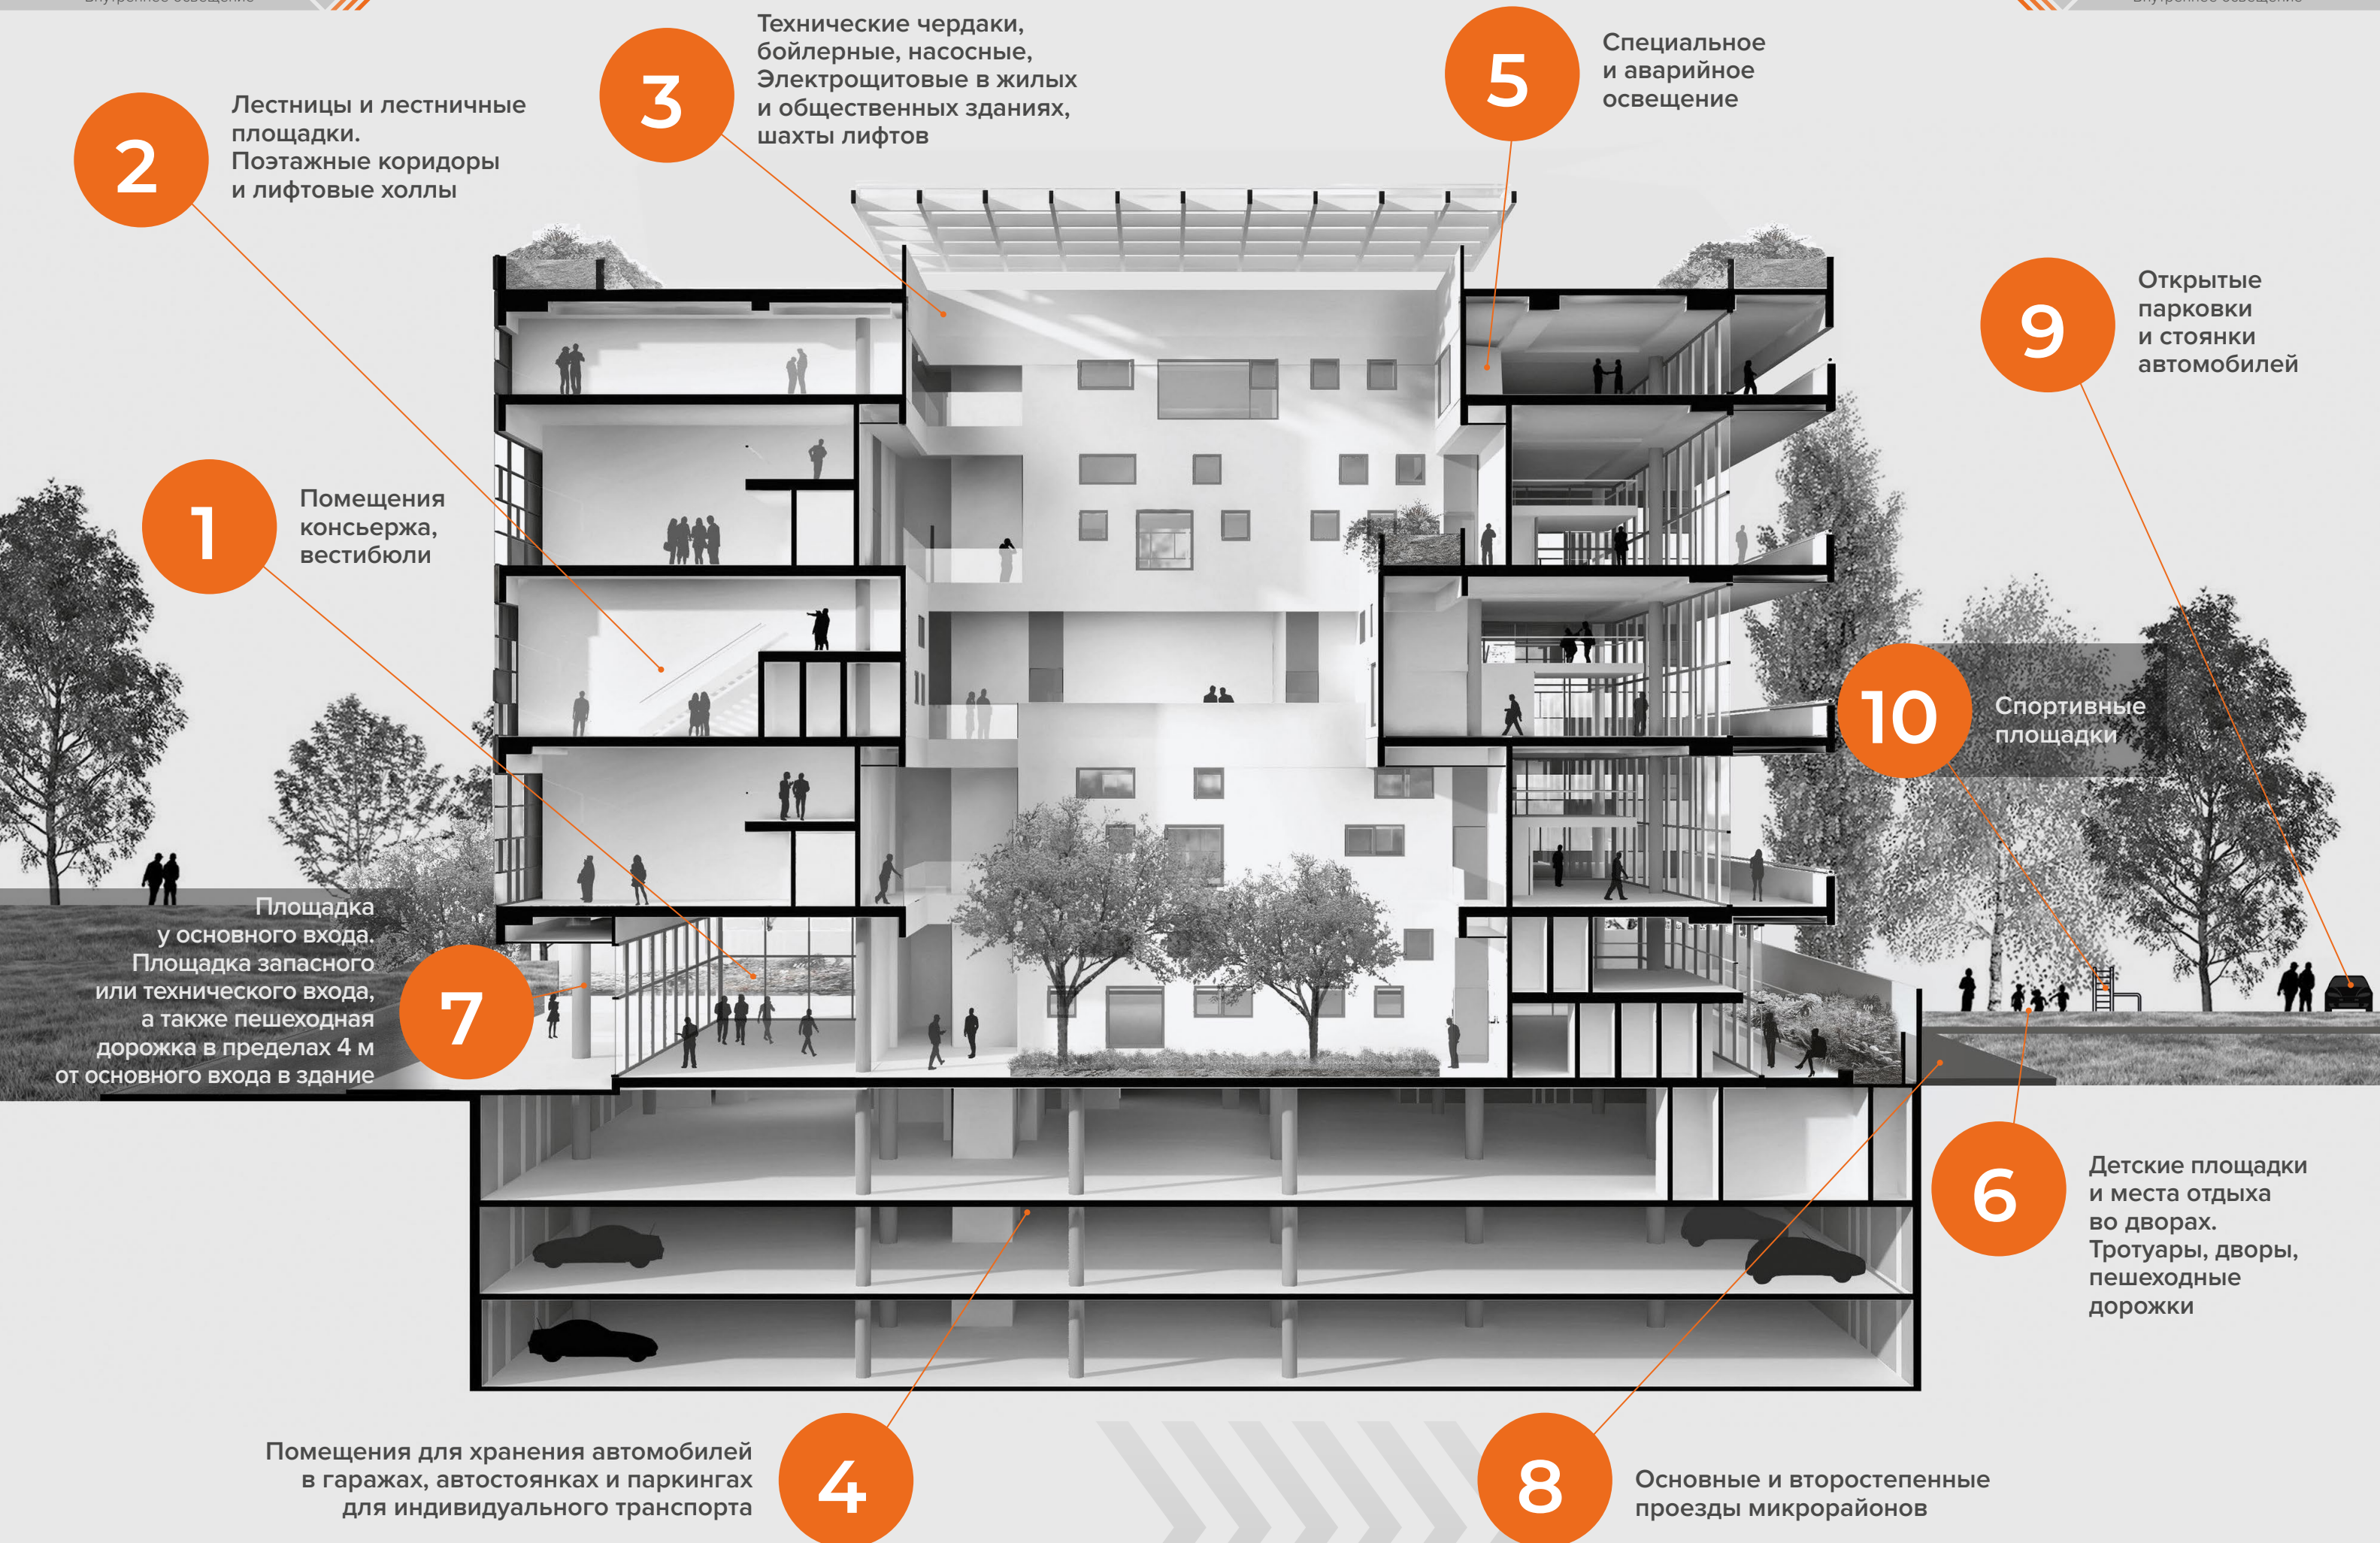 Внутреннее освещение
Внутреннее освещение
3
Технические чердаки,
бойлерные, насосные,
Электрощитовые в жилых
и общественных зданиях,
шахты лифтов
5
Специальное
и аварийное
освещение
2
Лестницы и лестничные
площадки.
Поэтажные коридоры
и лифтовые холлы
9
Открытые
парковки
и стоянки
автомобилей
1
Помещения
консьержа,
вестибюли
10
Спортивные
площадки
7
Площадка
у основного входа.
Площадка запасного
или технического входа,
а также пешеходная
дорожка в пределах 4 м
от основного входа в здание
6
Детские площадки
и места отдыха
во дворах.
Тротуары, дворы,
пешеходные
дорожки
Помещения для хранения автомобилей
в гаражах, автостоянках и паркингах
для индивидуального транспорта
4
8
Основные и второстепенные
проезды микрорайонов